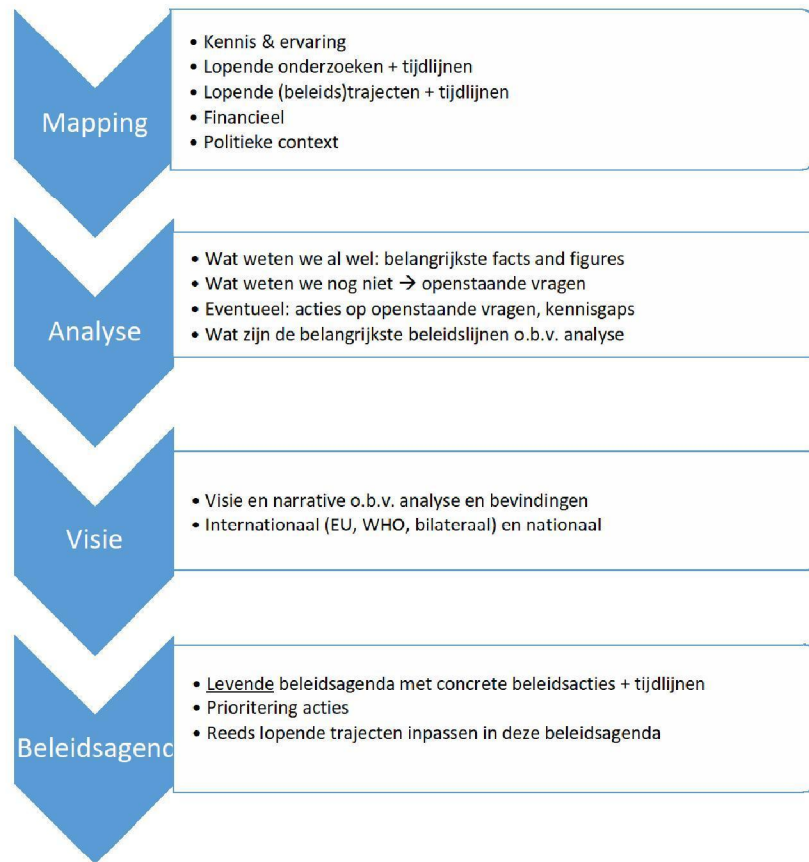 Mapping
• Kennis & ervaring
• Lopende onderzoeken + tijdlijnen
• Lopende (beleids)trajecten + tijdlijnen
• Financieel
• Politieke context
Analyse
• Wat weten we al wel: belangrijkste facts and figures
• Wat weten we nog niet → openstaande vragen
• Eventueel: acties op openstaande vragen, kennisgaps
• Wat zijn de belangrijkste beleidslijnen o.b.v. analyse
Visie
• Visie en narrative o.b.v. analyse en bevindingen
• Internationaal (EU, WHO, bilateraal) en nationaal
Beleidsagend
• Levende beleidsagenda met concrete beleidsacties + tijdlijnen
• Prioritering acties
• Reeds lopende trajecten inpassen in deze beleidsagenda